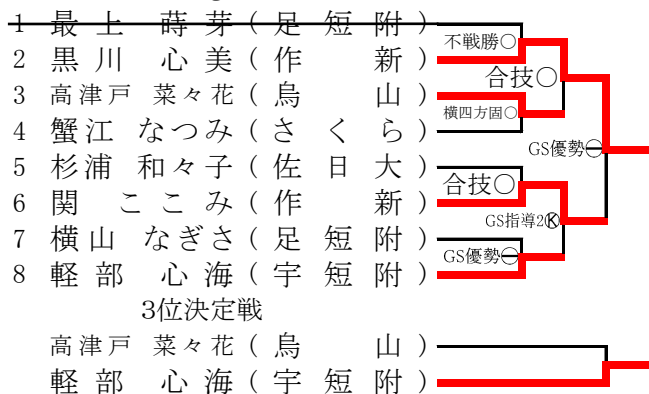 1 最上 蒔芽(足短附)
不戦勝○
2 黒川 心美(作新)
合技○
3 高津戸 菜々花(烏山)
横四方固○
4 蟹江 なつみ(さくら)
GS優勢○
5 杉浦 和々子(佐日大)
合技○
6 関 ここみ(作新)
GS指導2Ⓚ
7 横山 なぎさ(足短附)
GS優勢○
8 軽部 心海(宇短附)
3位決定戦
高津戸 菜々花(烏山)
軽部 心海(宇短附)